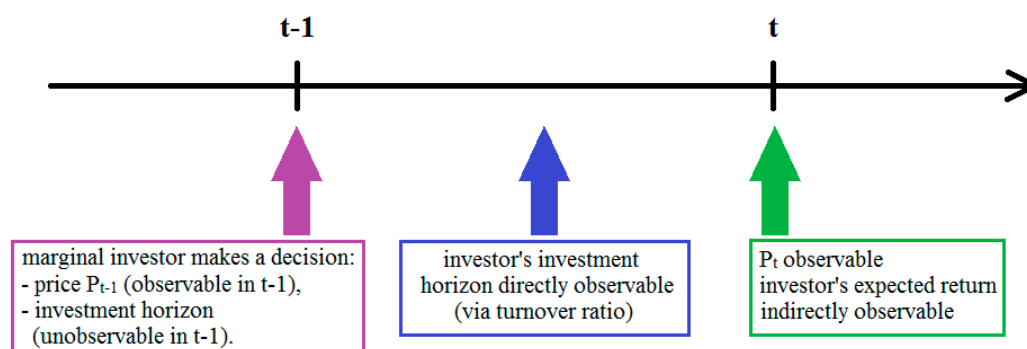 t-1
t
marginal investor makes a decision:
- price Pt-1 (observable in t-1),
- investment horizon
(unobservable in t-1).
investor's investment
horizon directly observable
(via turnover ratio)
Pt observable
investor's expected return
indirectly observable